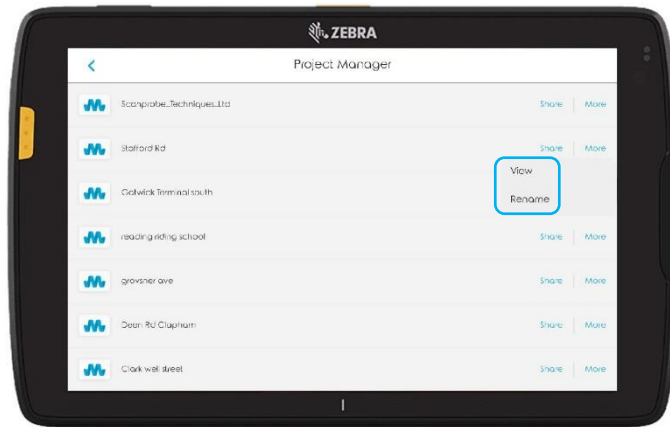 ZEBRA
Project Manager
Scanprobe_Techniques_Ltd Share More
Stafford Rd Share More
View
Gatwick Terminal south
Rename
reading riding school Share More
grovsner ave Share More
Dean Rd Clapham Share More
Clark well street Share More